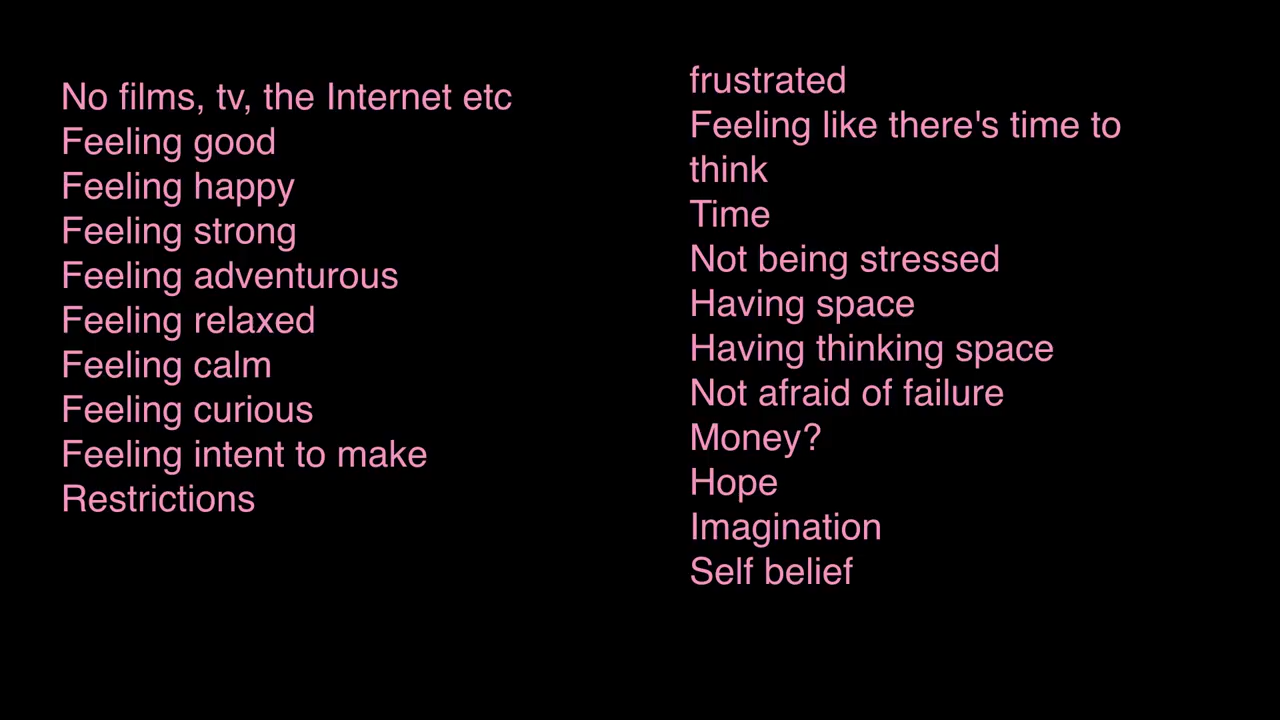 No films, tv, the Internet etc
Feeling good
Feeling happy
Feeling strong
Feeling adventurous
Feeling relaxed
Feeling calm
Feeling curious
Feeling intent to make
Restrictions
frustrated
Feeling like there's time to
think
Time
Not being stressed
Having space
Having thinking space
Not afraid of failure
Money?
Hope
Imagination
Self belief